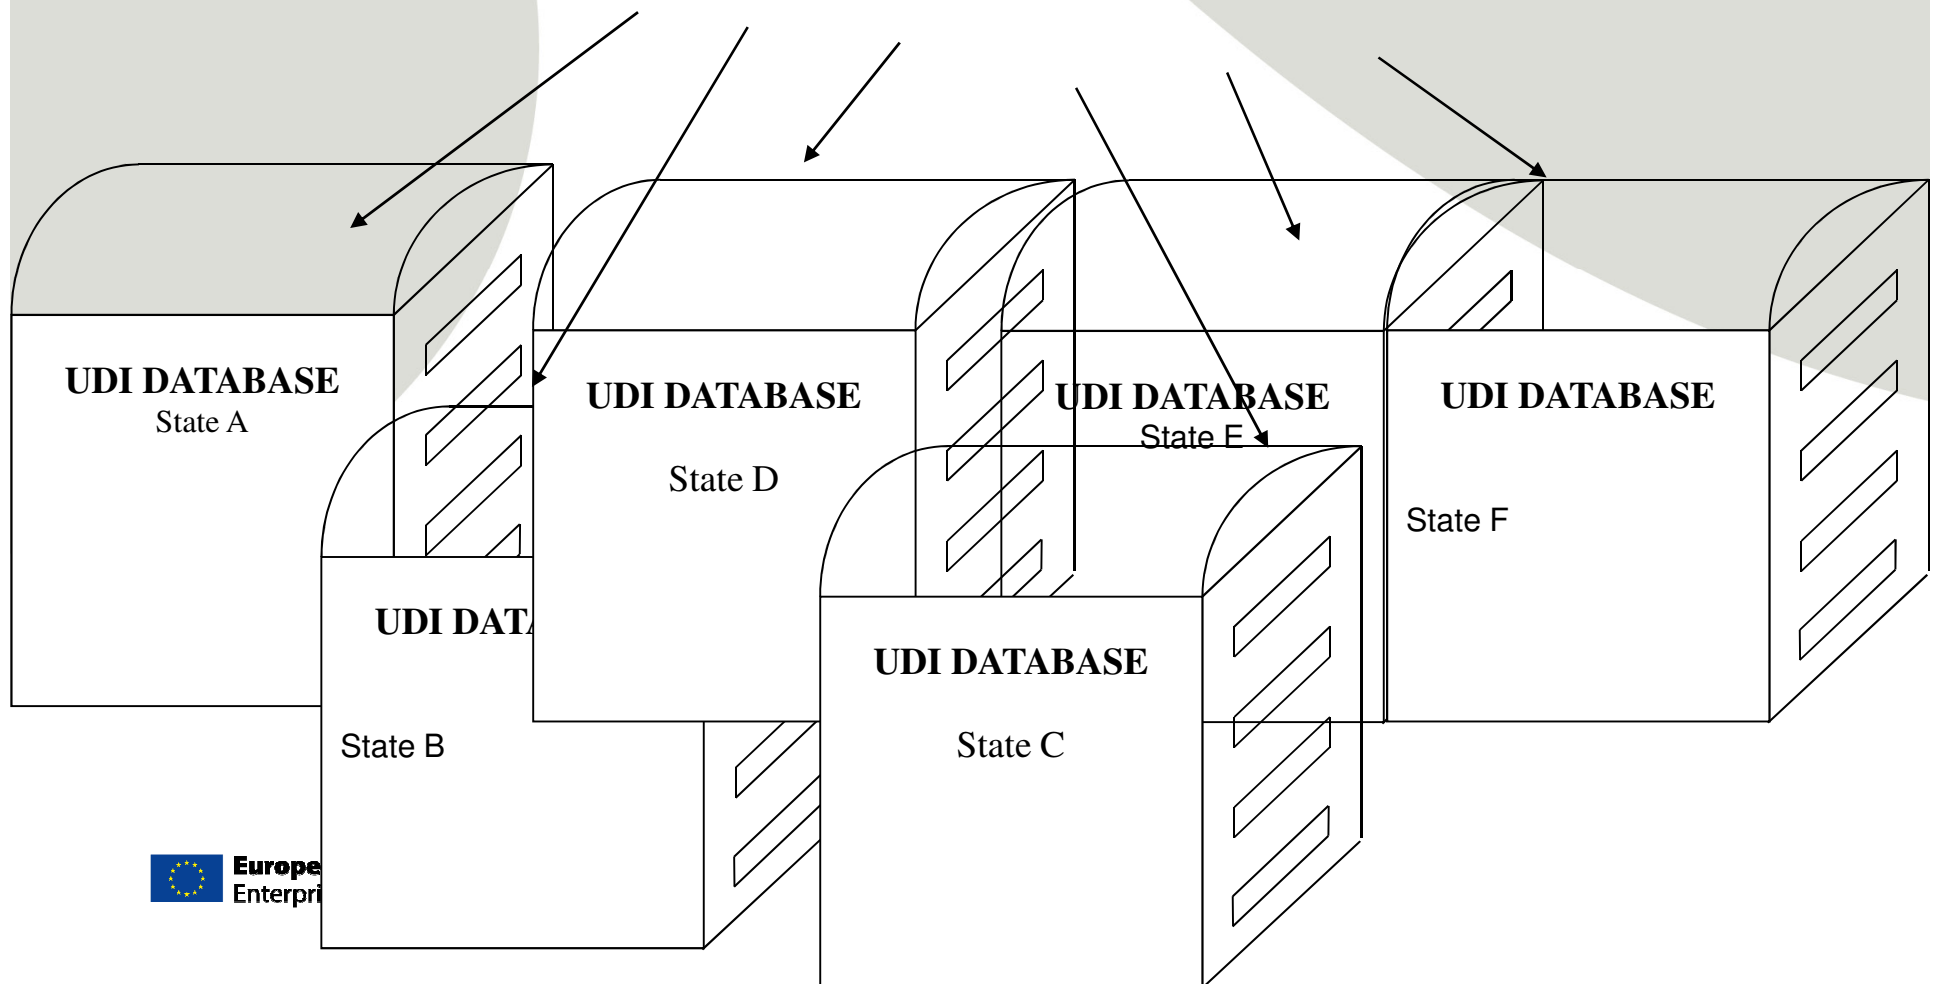 UDI DATABASE
State A
UDI DATABASE
State D
UDI DATABASE
State E
UDI DATABASE
State F
UDI DATA
State B
UDI DATABASE
State C
Europe
Enterpri